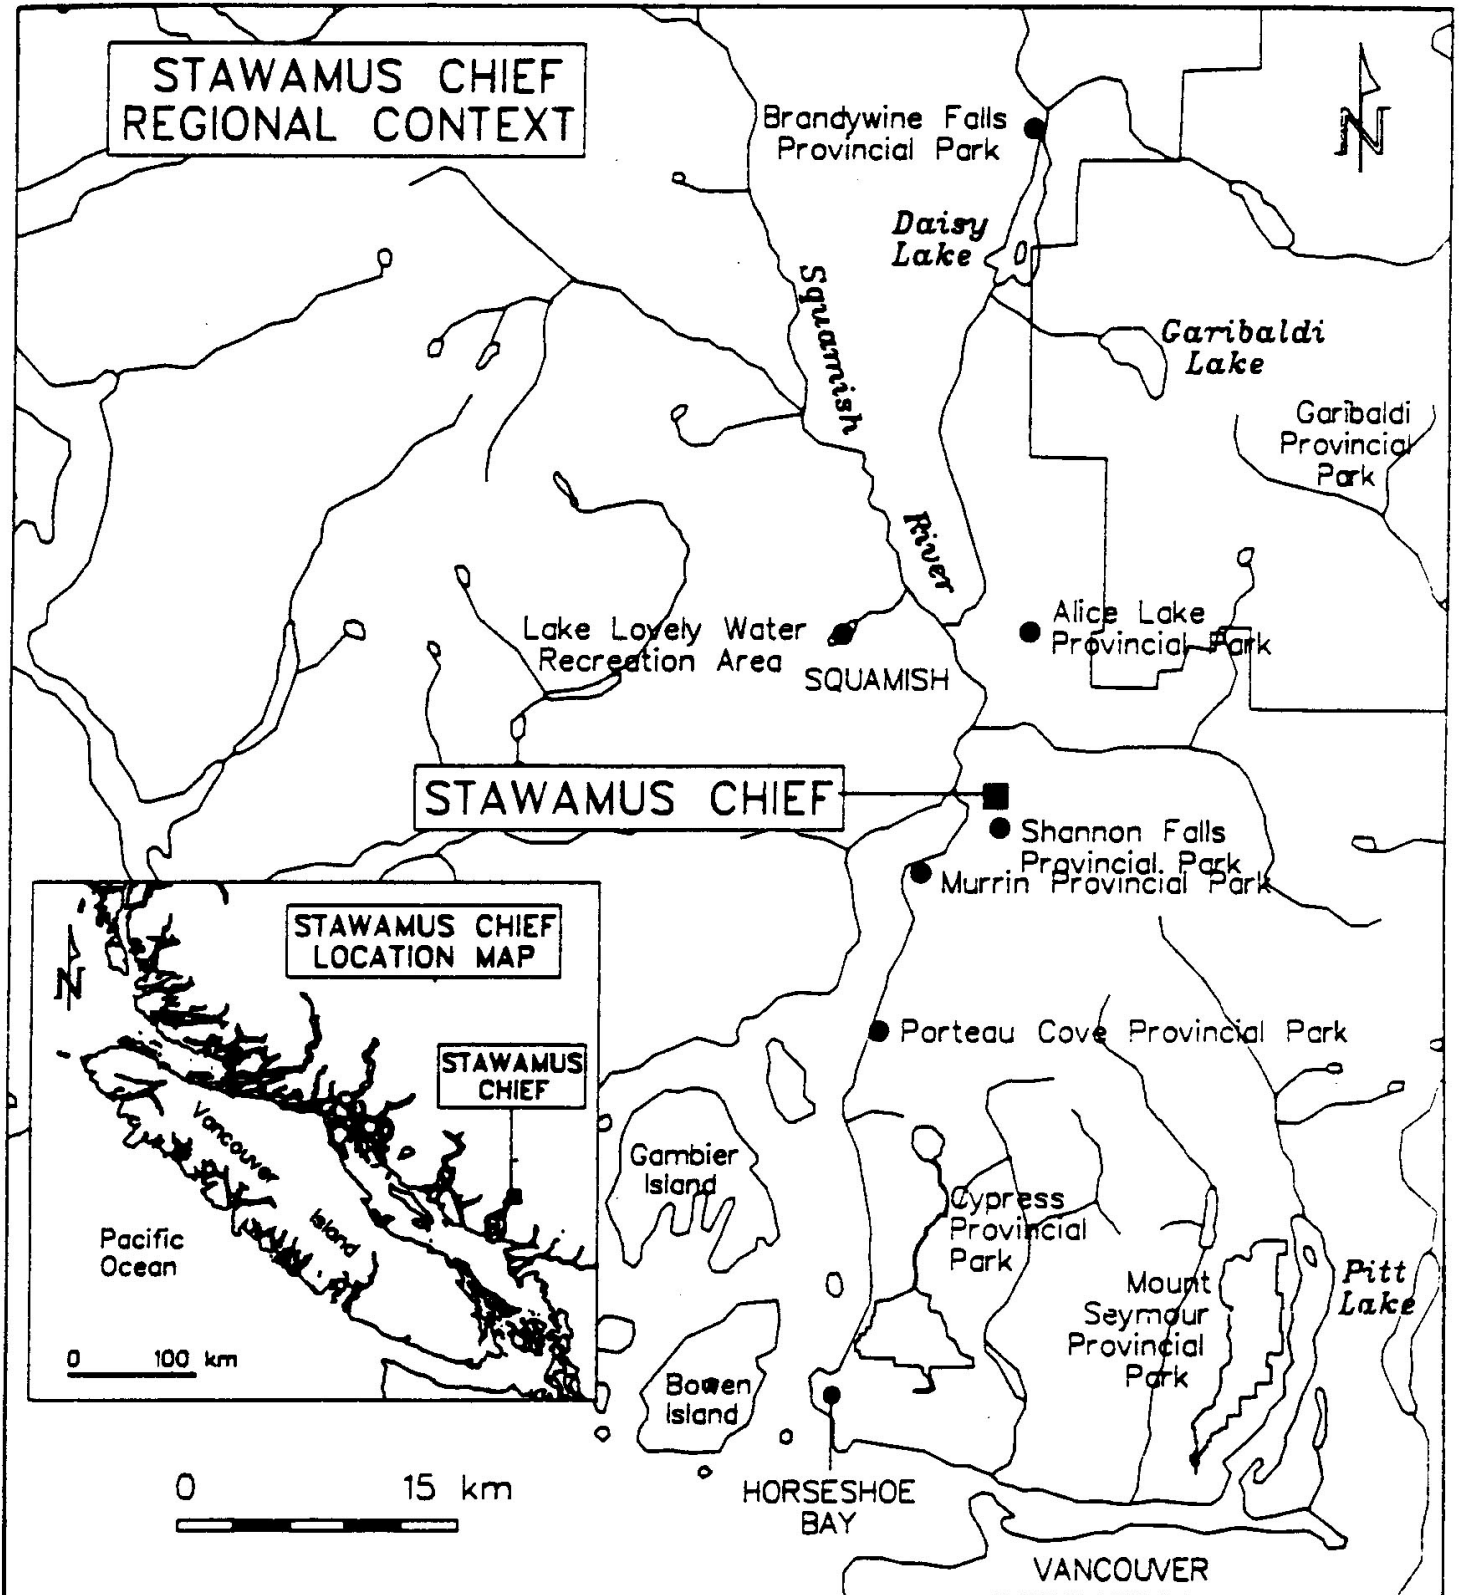 STAWAMUS CHIEF
REGIONAL CONTEXT
N
Brandywine Falls
Provincial Park
Daisy
Lake
Squamish
River
Garibaldi
Lake
Garibaldi
Provincial
Park
Alice Lake
Provincial Park
Lake Lovely Water
Recreation Area
SQUAMISH
STAWAMUS CHIEF
Shannon Falls
Provincial Park
Murrin Provincial Park
Porteau Cove Provincial Park
Gambier
Island
Cypress
Provincial
Park
Mount
Seymour
Provincial
Park
Pitt
Lake
Bowen
Island
HORSESHOE
BAY
VANCOUVER
STAWAMUS CHIEF
LOCATION MAP
N
STAWAMUS
CHIEF
Vancouver
Island
Pacific
Ocean
0 100 km
0 15 km